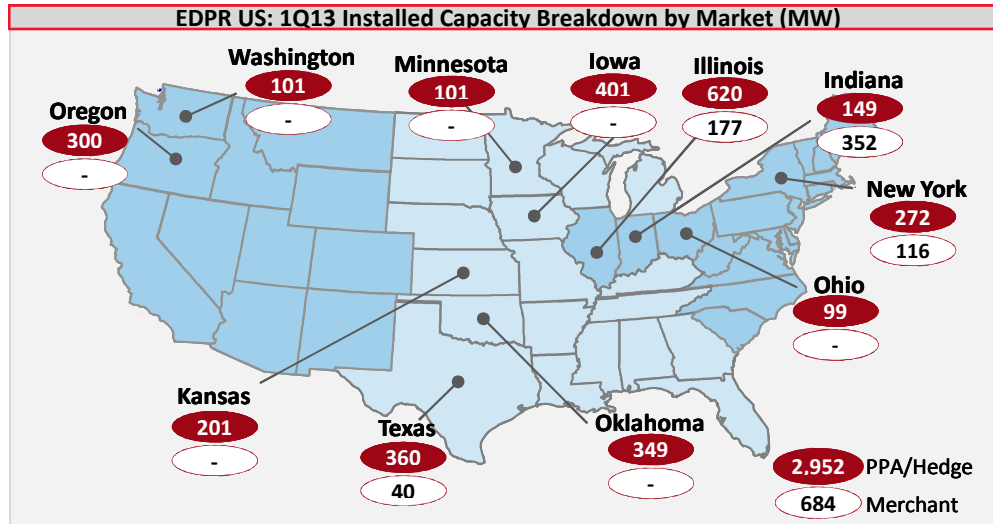 EDPR US: 1Q13 Installed Capacity Breakdown by Market (MW)
Washington
101
-
Minnesota
101
-
Iowa
401
-
Illinois
620
177
Indiana
149
352
Oregon
300
-
New York
272
116
Ohio
99
-
Kansas
201
-
Texas
360
40
Oklahoma
349
-
2,952 PPA/Hedge
684 Merchant